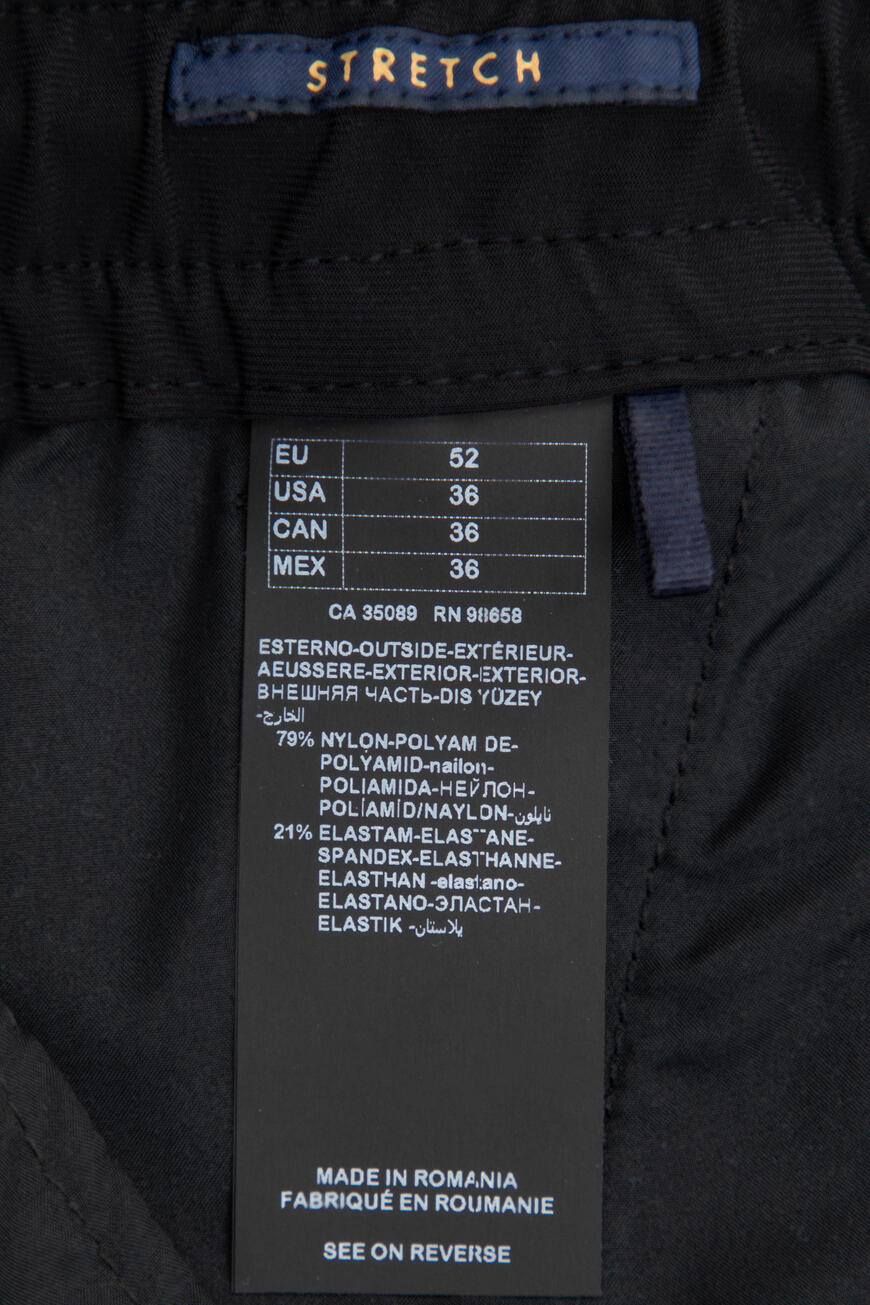 STRETCH
EU 52
USA 36
CAN 36
MEX 36
CA 35089 RN 98658
ESTERNO-OUTSIDE-EXTÉRIEUR-
AEUSSERE-EXTERIOR-EXTERIOR-
ВНЕШНЯЯ ЧАСТЬ-DIS YÜZEY
-الخارج
79% NYLON-POLYAM DE-
POLYAMID-nailon-
POLIAMIDA-НЕЙЛОН-
POLİAMİD/NAYLON-نايلون
21% ELASTAM-ELASTANE-
SPANDEX-ELASTHANNE-
ELASTHAN -elastano-
ELASTANO-ЭЛАСТАН-
ELASTIK -يلاستان
MADE IN ROMANIA
FABRIQUÉ EN ROUMANIE
SEE ON REVERSE